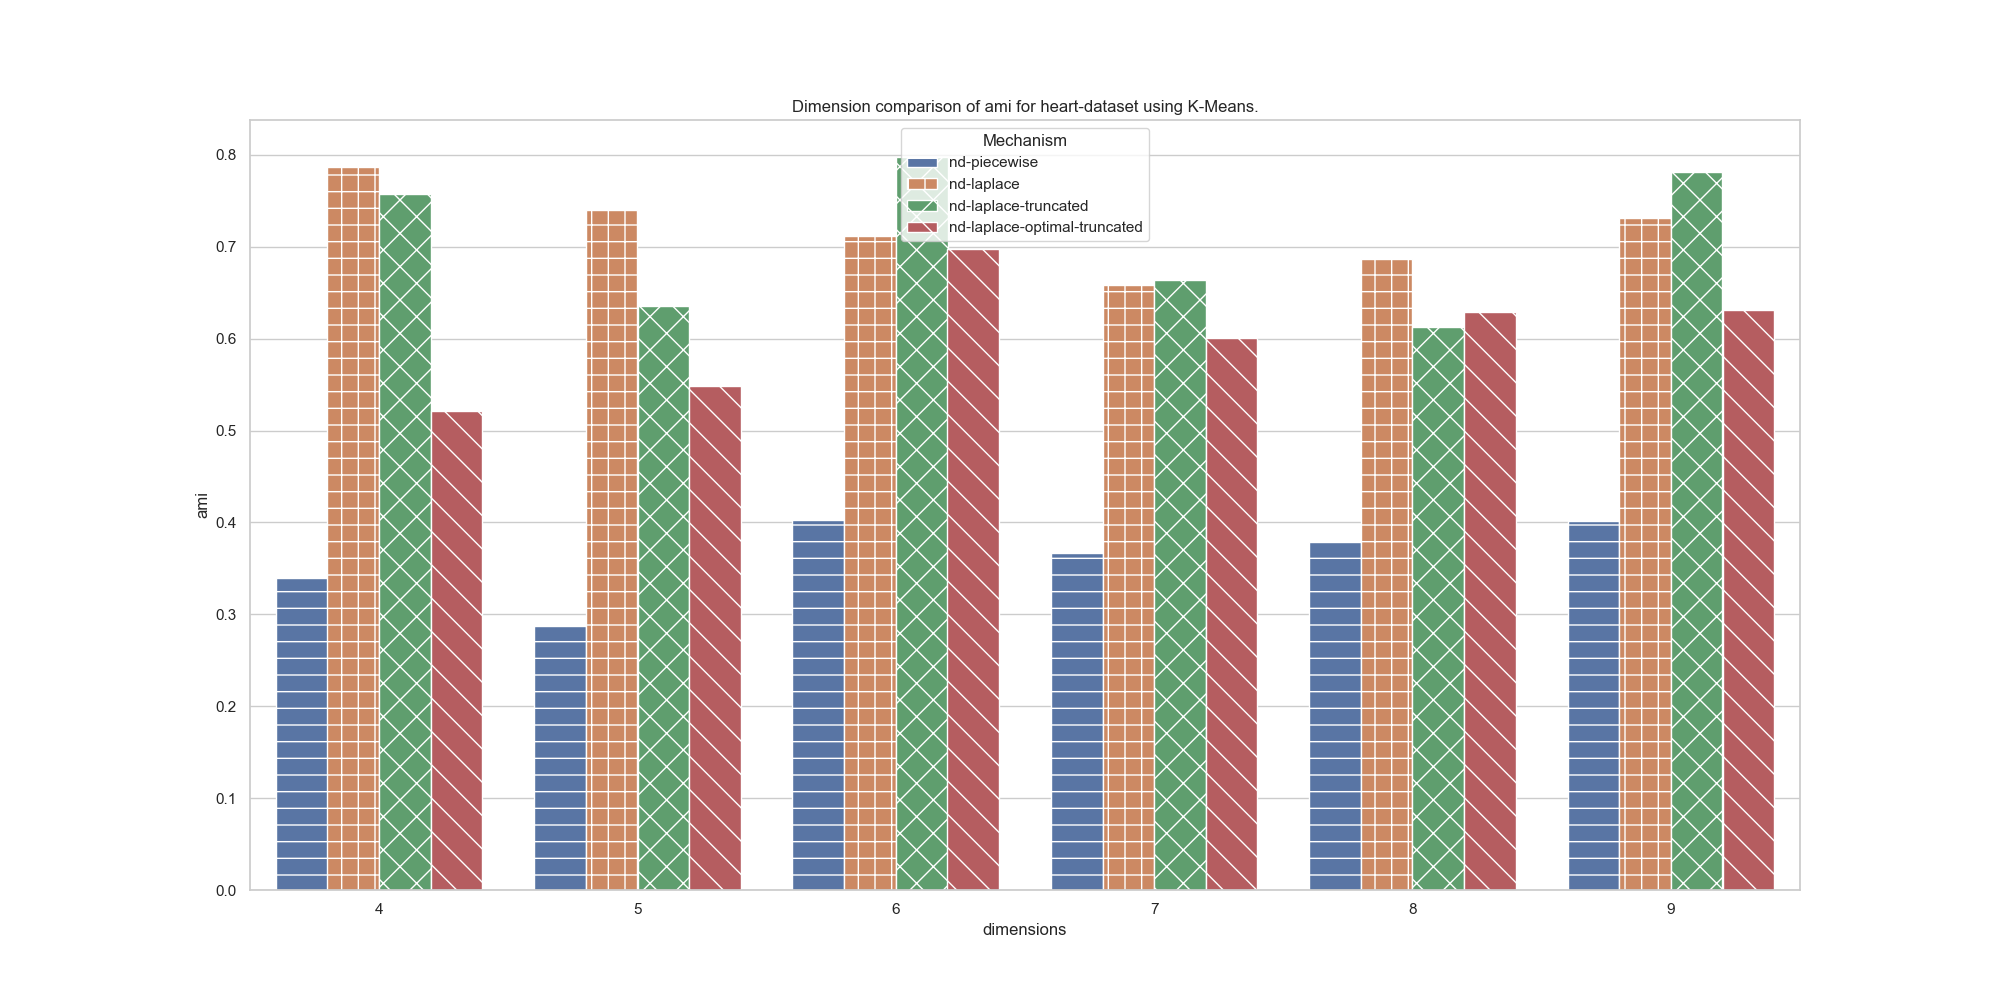 Dimension comparison of ami for heart-dataset using K-Means.
Mechanism
nd-piecewise
nd-laplace
nd-laplace-truncated
nd-laplace-optimal-truncated
ami
0.8
0.7
0.6
0.5
0.4
0.3
0.2
0.1
0.0
4 5 6 7 8 9
dimensions